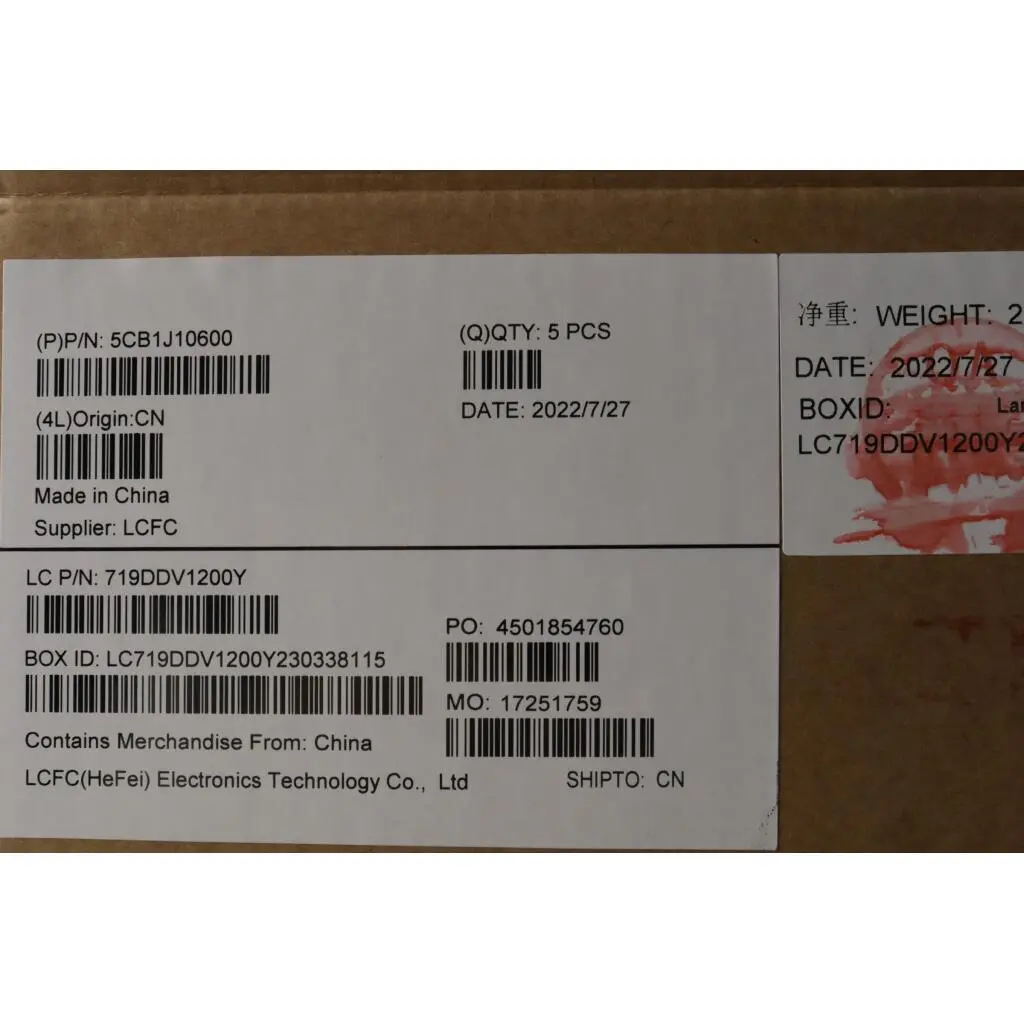 (P)P/N: 5CB1J10600
(Q)QTY: 5 PCS
(4L)Origin:CN
DATE: 2022/7/27
Made in China
Supplier: LCFC
LC P/N: 719DDV1200Y
PO: 4501854760
BOX ID: LC719DDV1200Y230338115
MO: 17251759
Contains Merchandise From: China
LCFC(HeFei) Electronics Technology Co., Ltd
SHIPTO: CN
净重: WEIGHT: 2
DATE: 2022/7/27
BOXID:
LC719DDV1200Y2